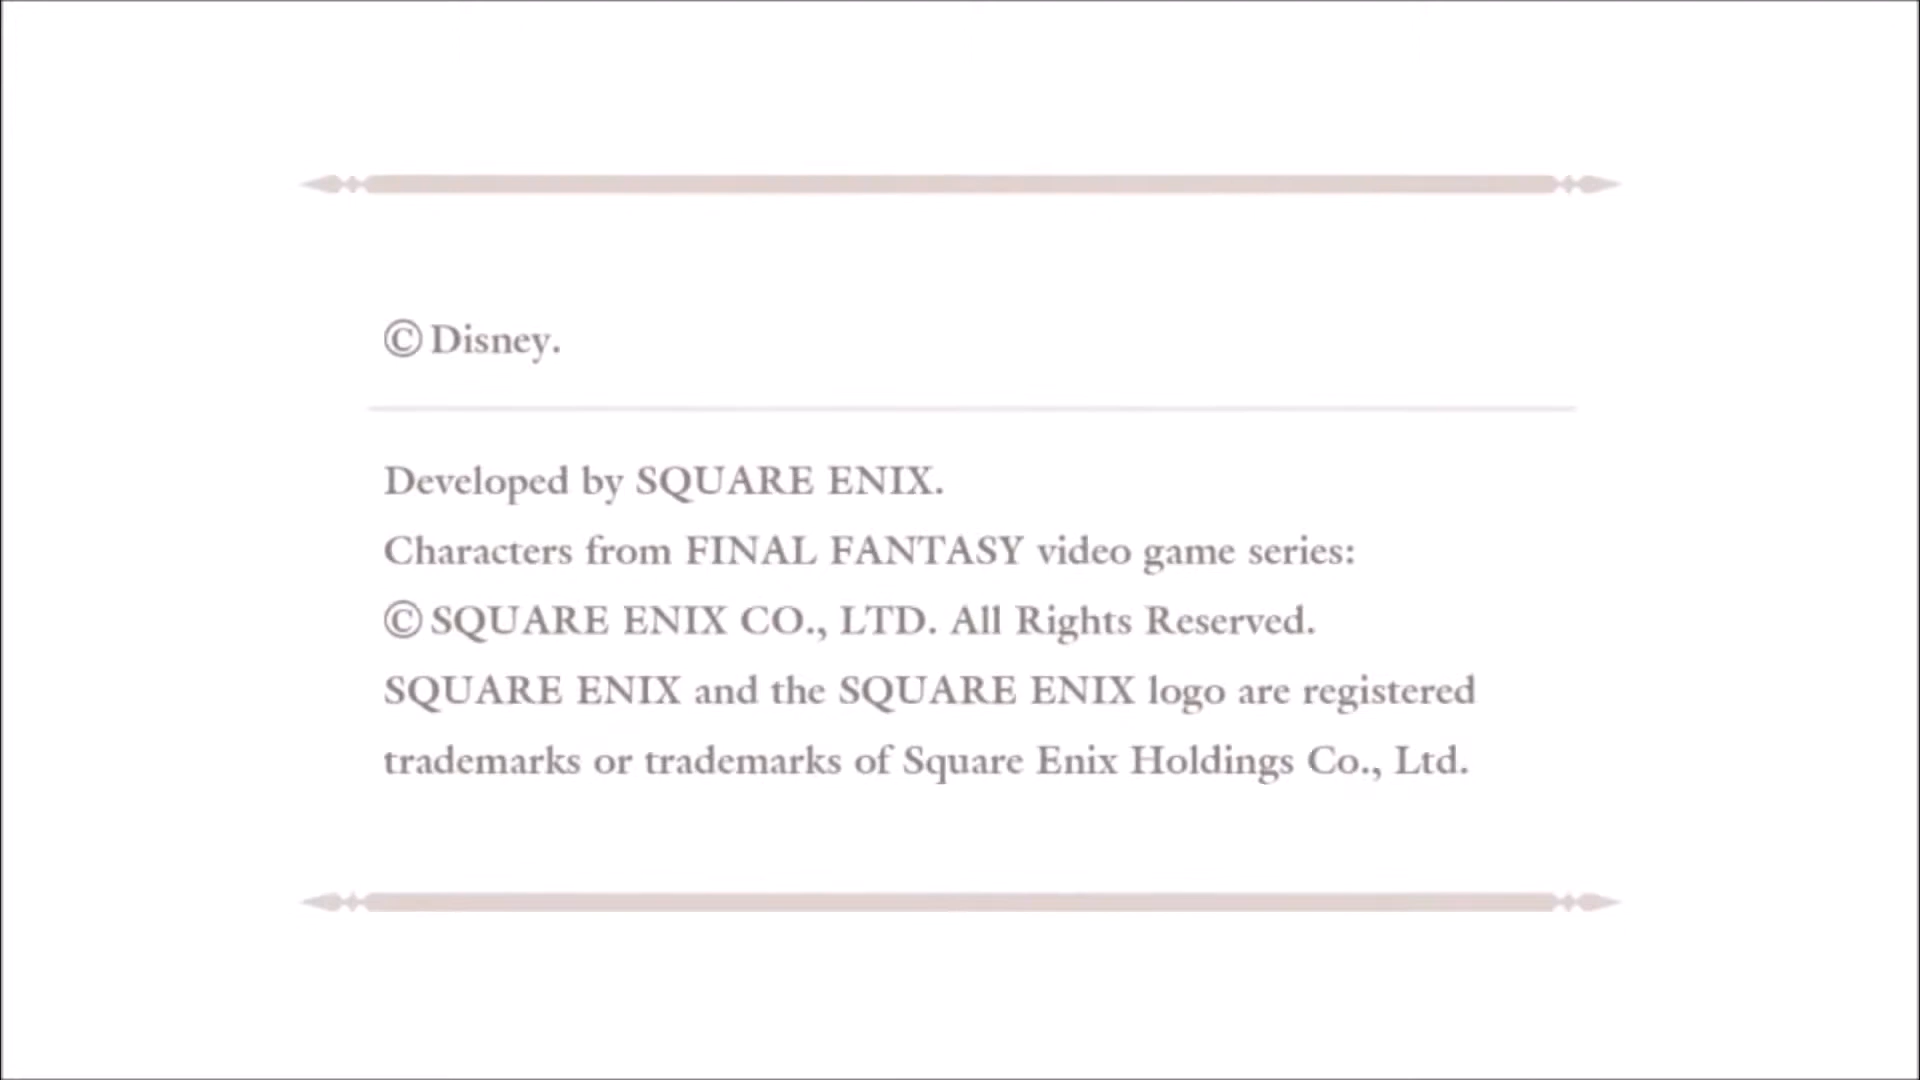 © Disney.
Developed by SQUARE ENIX.
Characters from FINAL FANTASY video game series:
© SQUARE ENIX CO., LTD. All Rights Reserved.
SQUARE ENIX and the SQUARE ENIX logo are registered
trademarks or trademarks of Square Enix Holdings Co., Ltd.